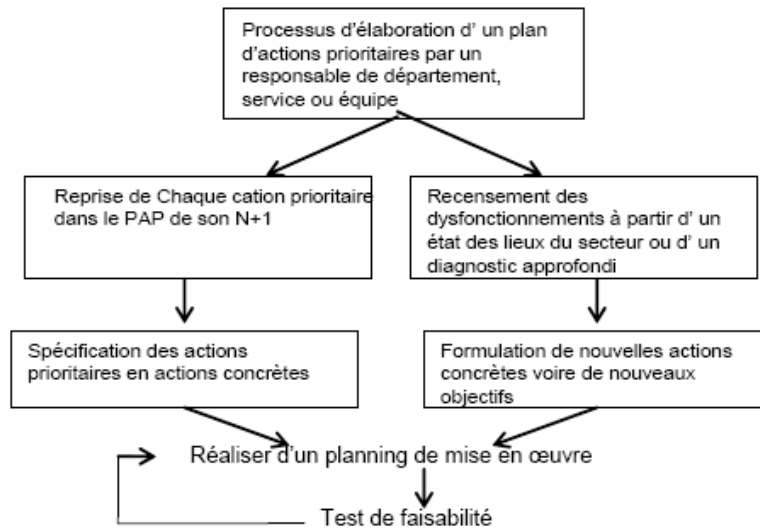 Processus d'élaboration d' un plan
d'actions prioritaires par un
responsable de département,
service ou équipe
Reprise de Chaque cation prioritaire
dans le PAP de son N+1
Recensement des
dysfonctionnements à partir d' un
état des lieux du secteur ou d' un
diagnostic approfondi
Spécification des actions
prioritaires en actions concrètes
Formulation de nouvelles actions
concrètes voire de nouveaux
objectifs
Réaliser d'un planning de mise en œuvre
Test de faisabilité